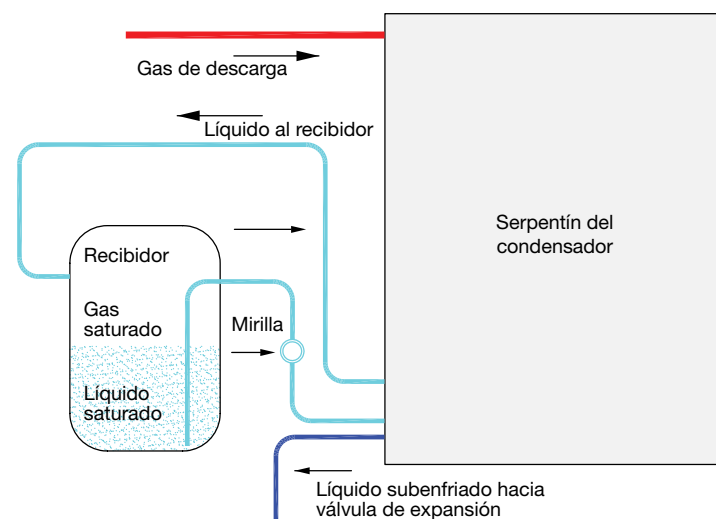 Gas de descarga
Líquido al recibidor
Serpentín del
condensador
Recibidor
Gas
saturado
Mirilla
Líquido
saturado
Líquido subenfriado hacia
válvula de expansión